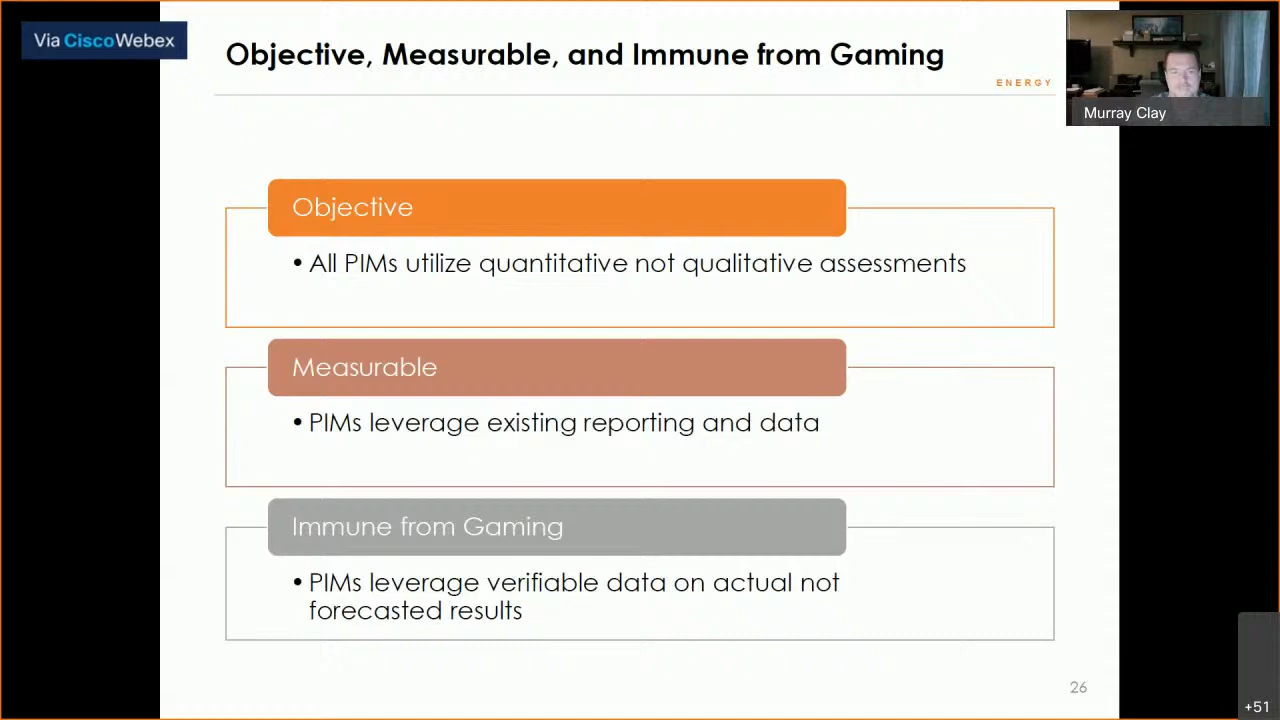 Via CiscoWebex
Objective, Measurable, and Immune from Gaming
ENERGY
Murray Clay
Objective
• All PIMs utilize quantitative not qualitative assessments
Measurable
• PIMs leverage existing reporting and data
Immune from Gaming
• PIMs leverage verifiable data on actual not
forecasted results
26
+51